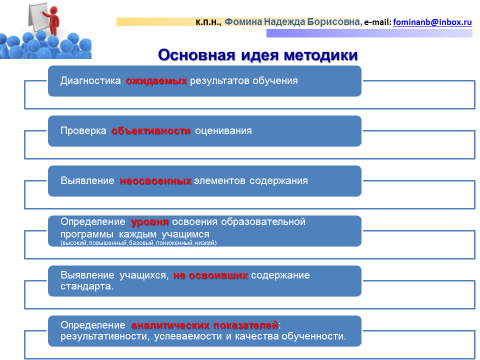 к.п.н., Фомина Надежда Борисовна, e-mail: fominanb@inbox.ru
Основная идея методики
Диагностика ожидаемых результатов обучения
Проверка объективности оценивания
Выявление неосвоенных элементов содержания
Определение уровня освоения образовательной
программы каждым учащимся
(высокий, повышенный, базовый, пониженный, низкий).
Выявление учащихся, не освоивших содержание
стандарта.
Определение аналитических показателей:
результативности, успеваемости и качества обученности.